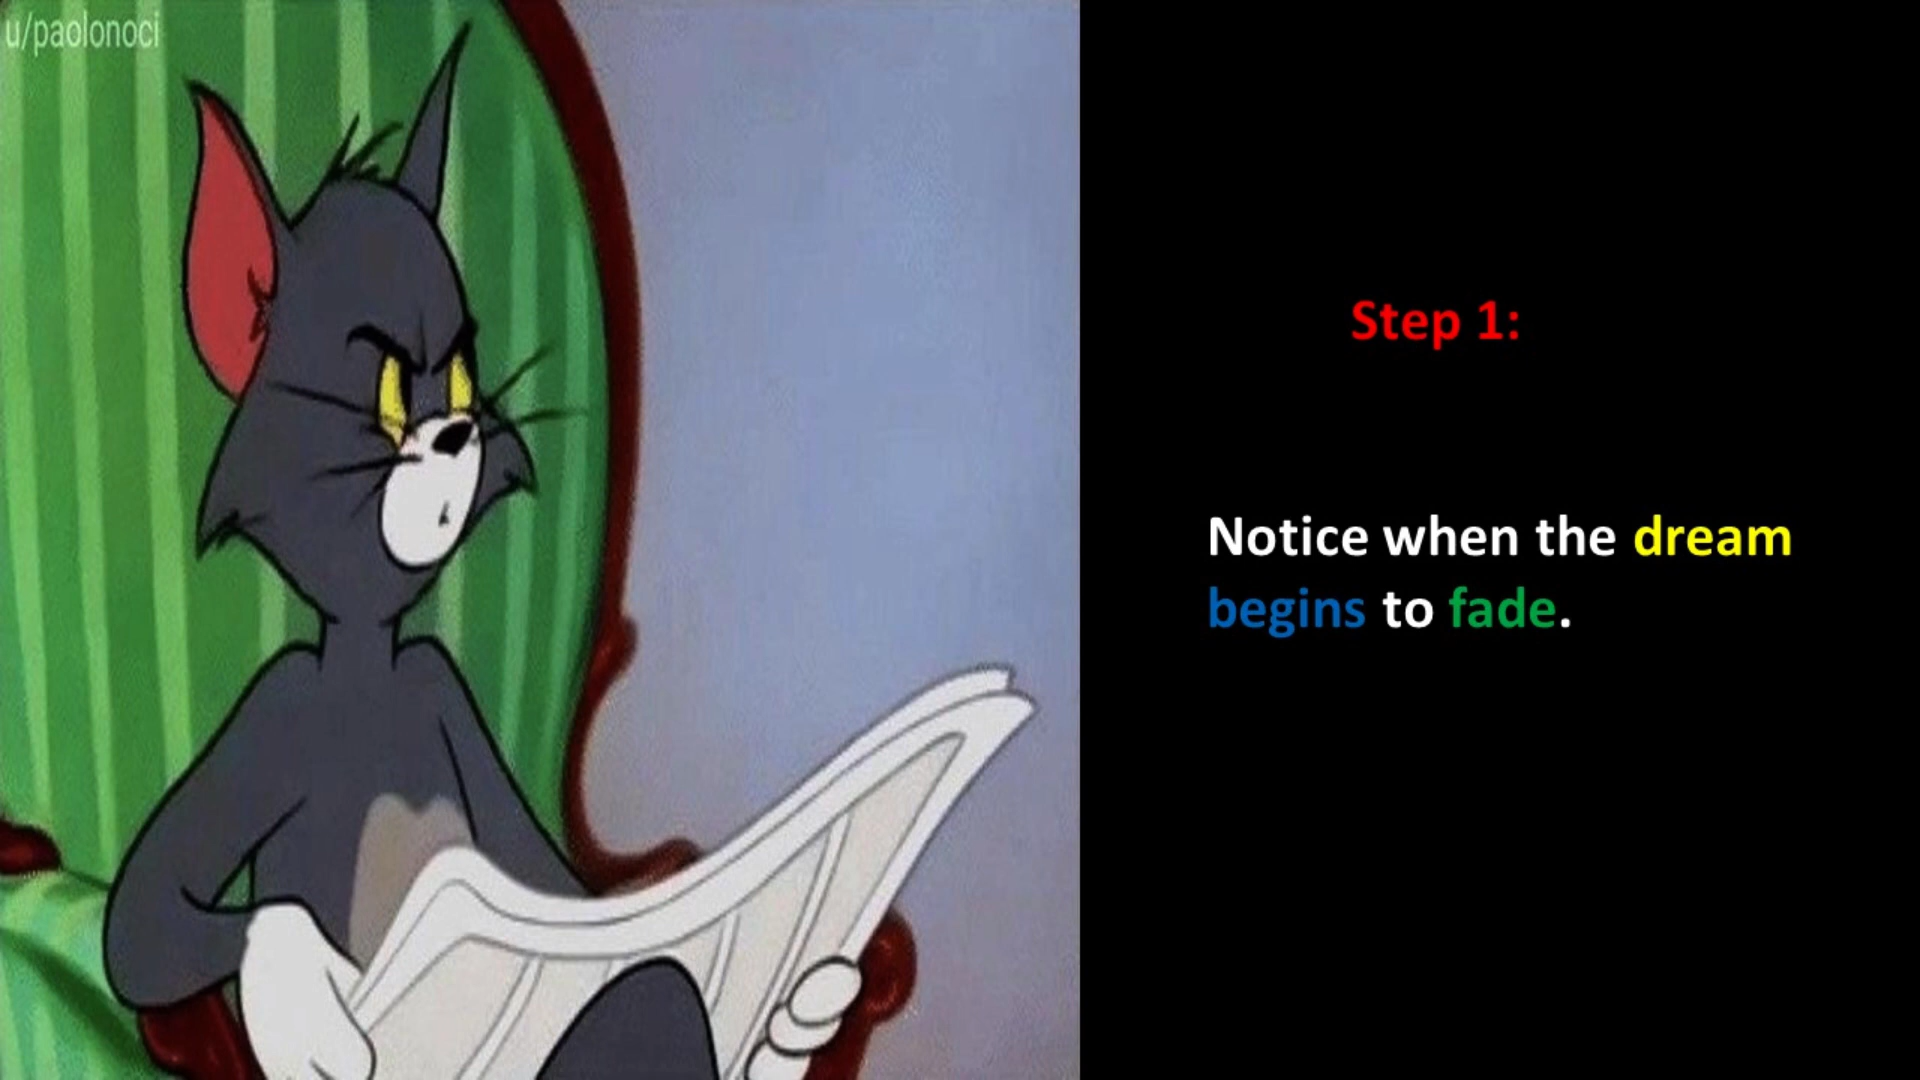 u/paolonoci
Step 1:
Notice when the dream
begins to fade.